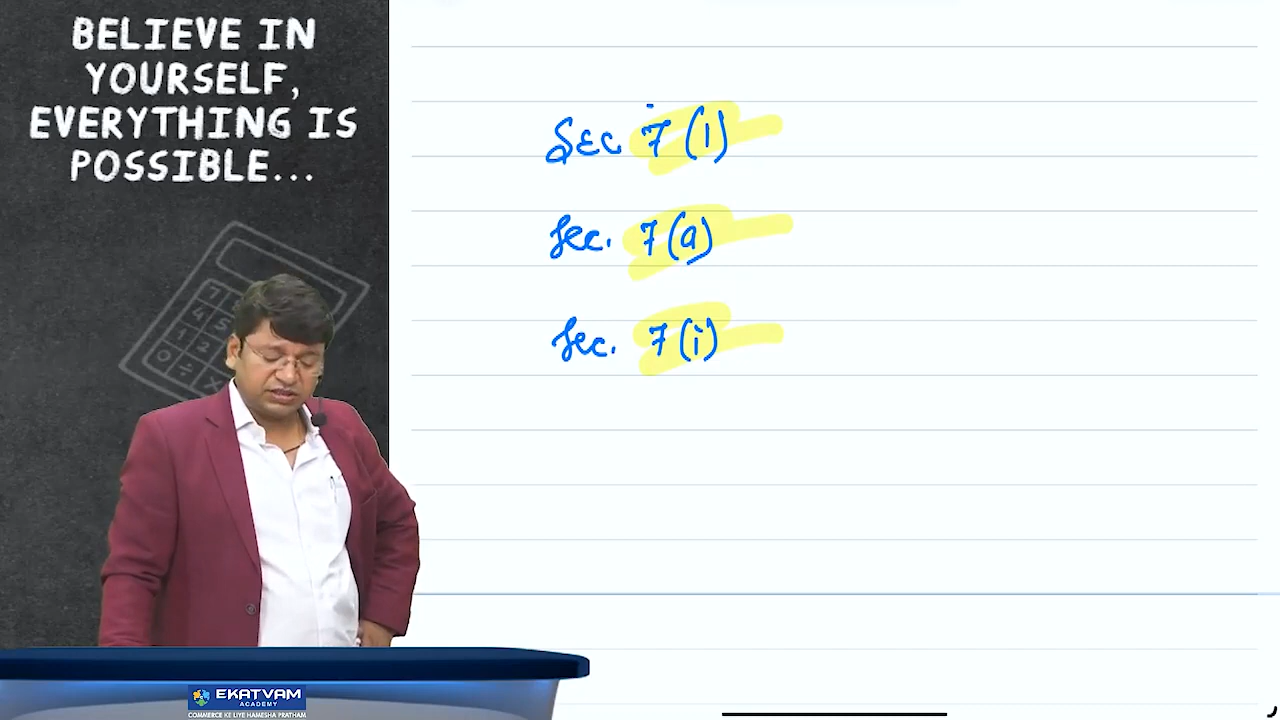 BELIEVE IN
YOURSELF,
EVERYTHING IS
POSSIBLE...
Sec 7(1)
Sec. 7(a)
Sec. 7(i)
EKATVAM
ACADEMY
COMMERCE KE LIYE HAMESHA PRATHAM